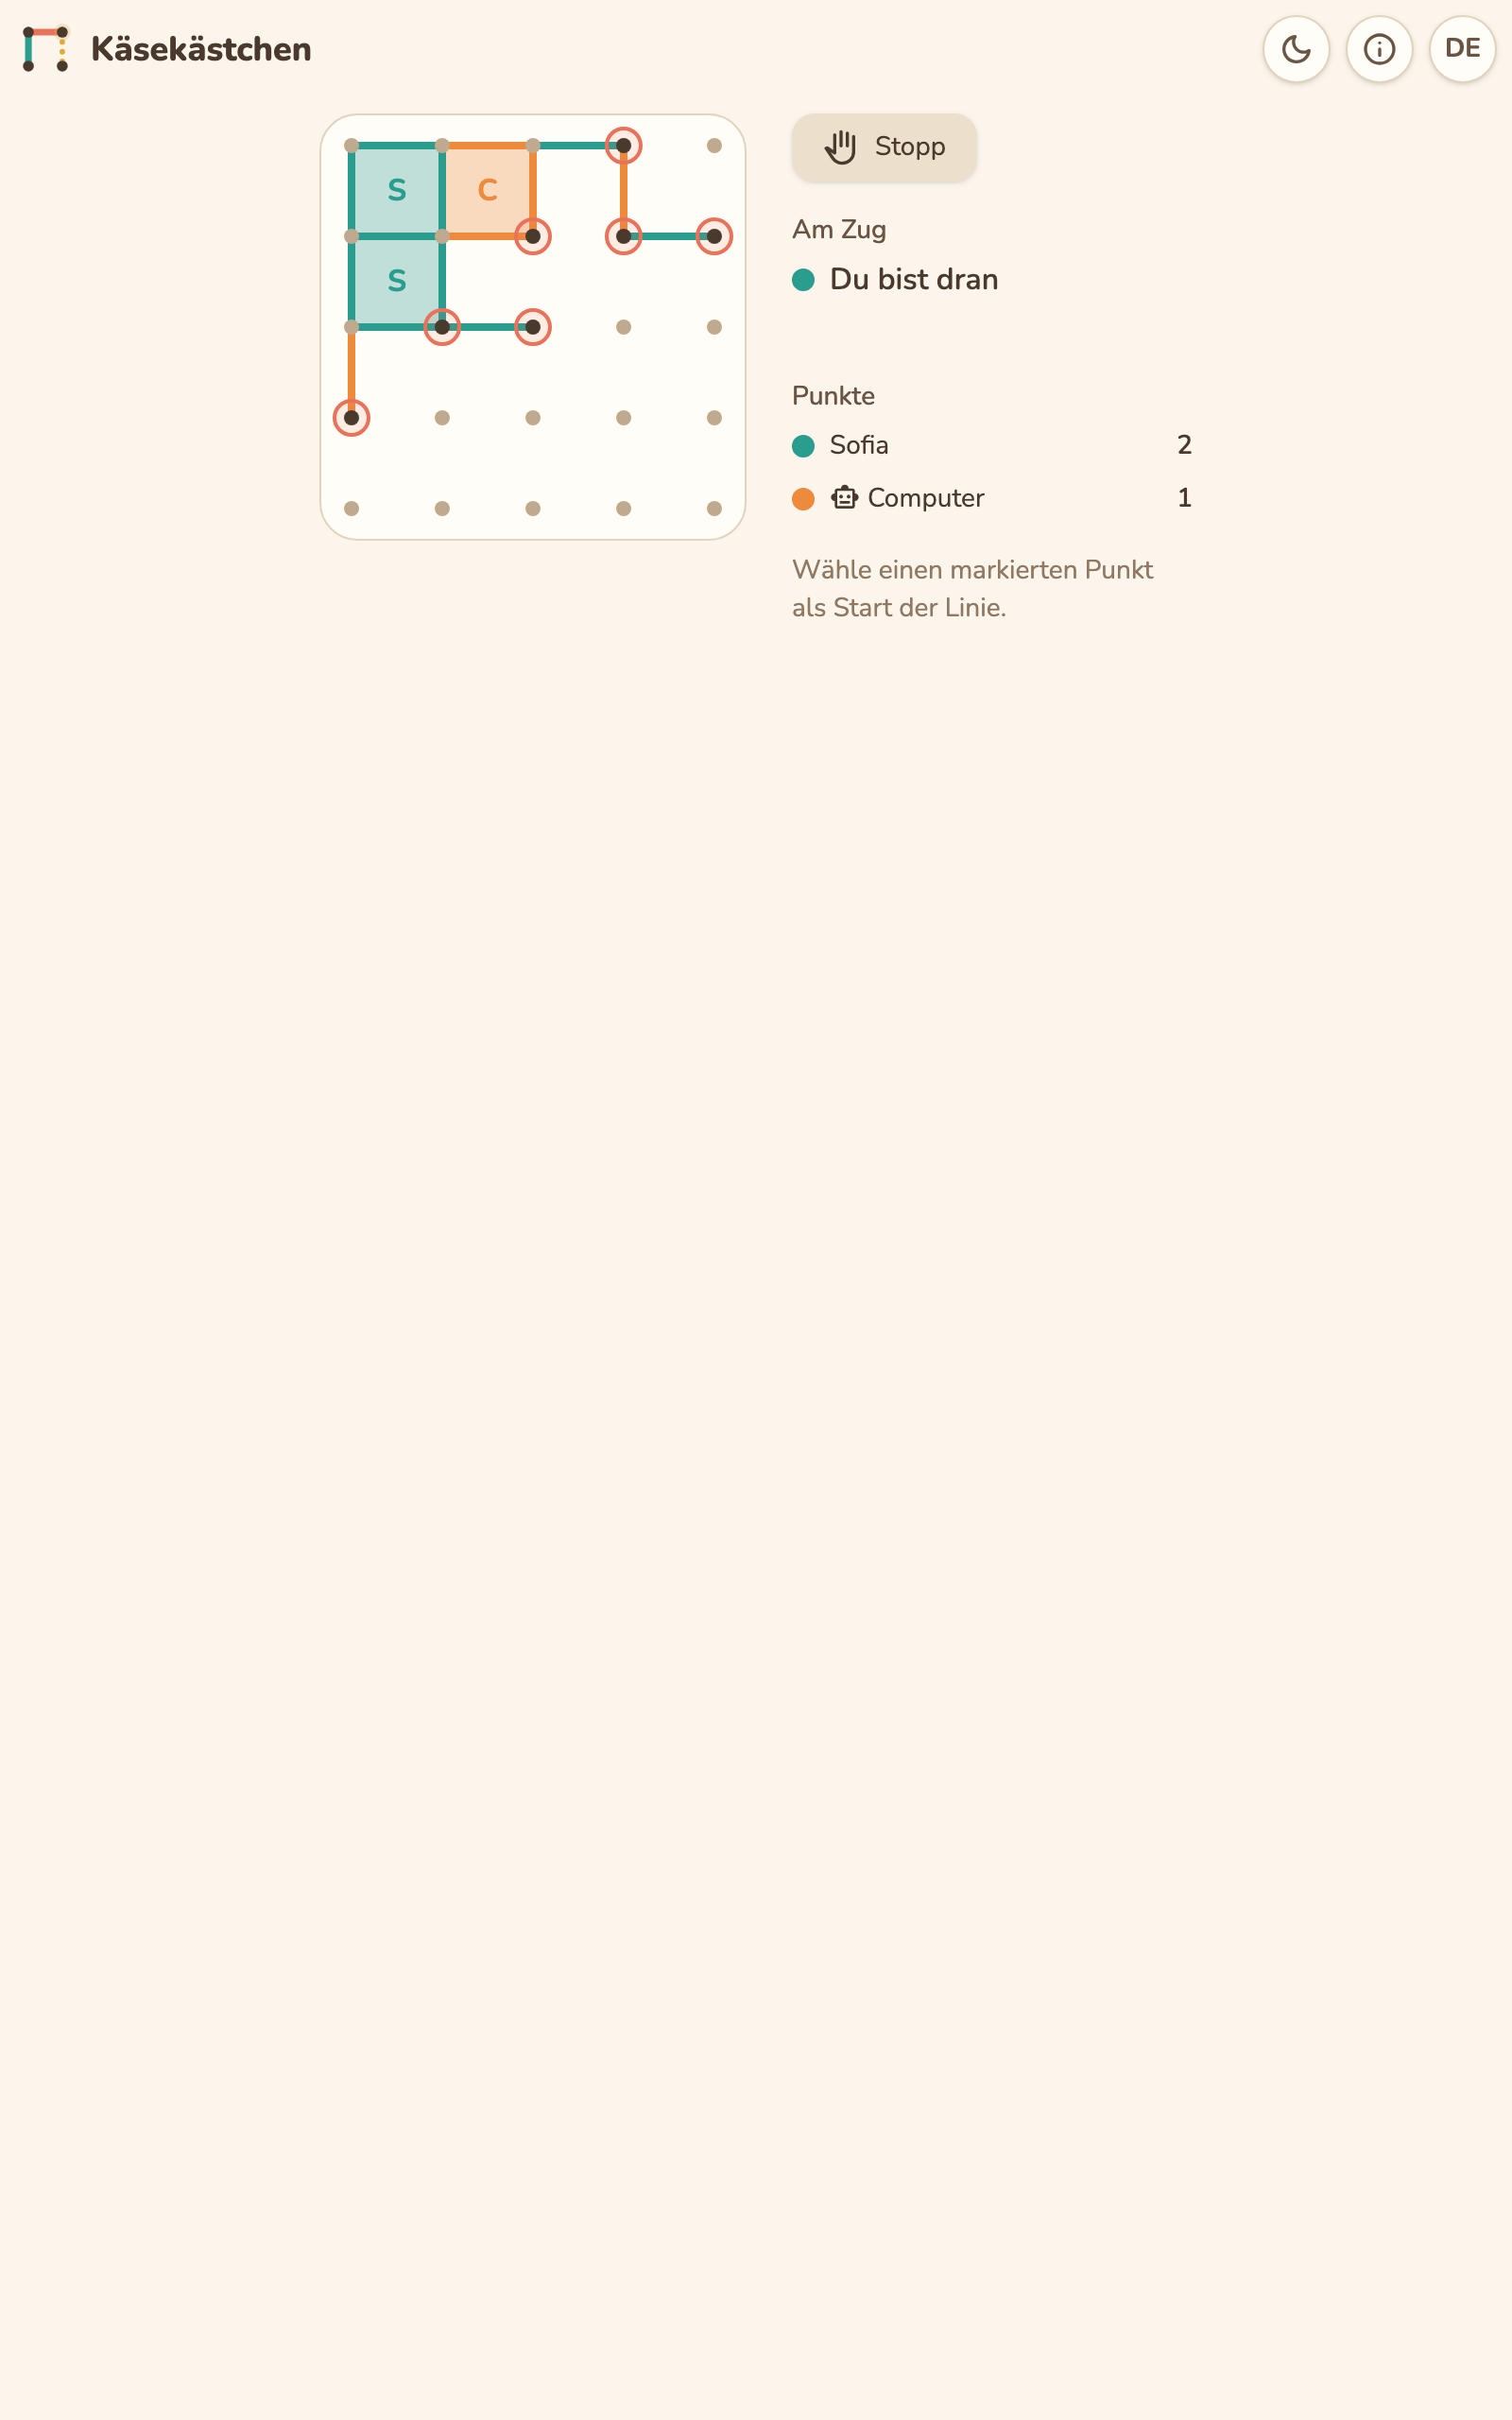 Käsekästchen
DE
S
C
S
Stopp
Am Zug
Du bist dran
Punkte
Sofia 2
Computer 1
Wähle einen markierten Punkt
als Start der Linie.